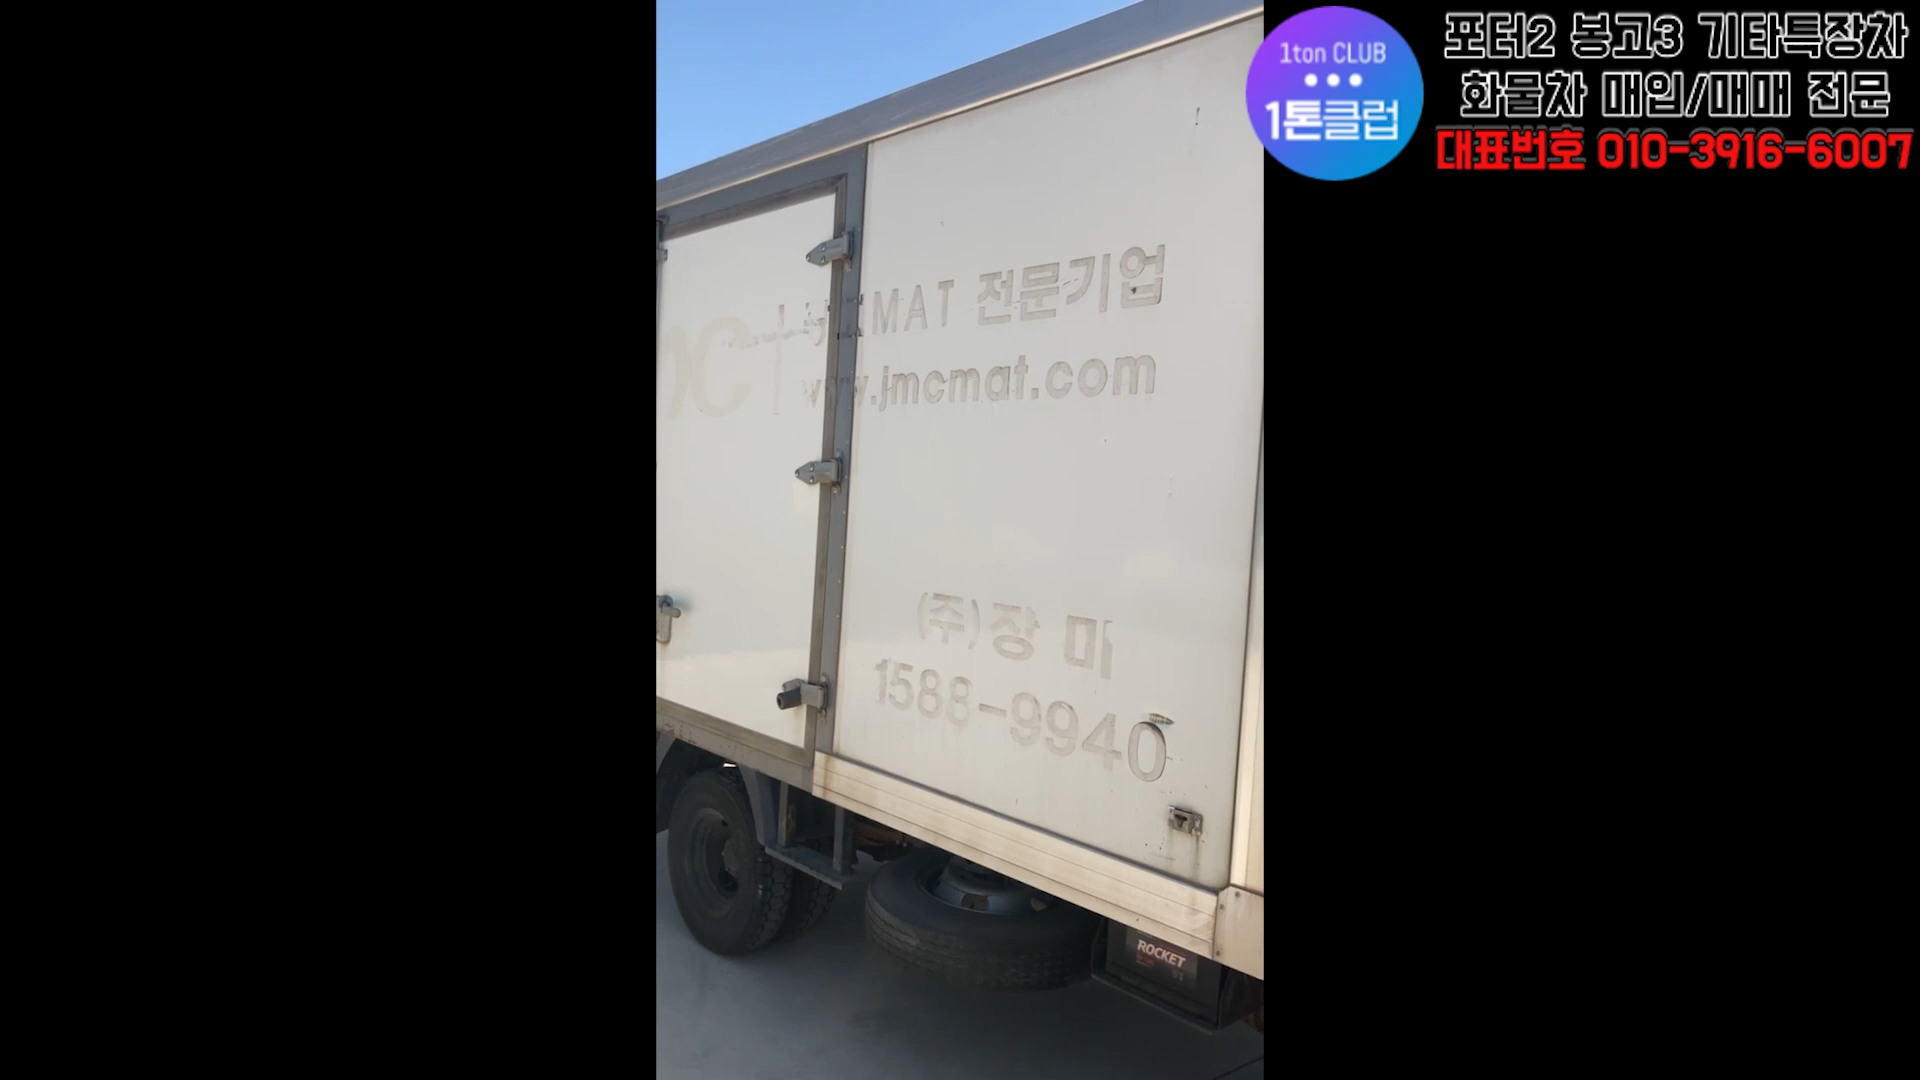 1ton CLUB
1톤클럽
포터2 봉고3 기타특장차
화물차 매입/매매 전문
대표번호 010-3916-6007
MAT 전문기업
www.jmcmat.com
(주)장 미
1588-9940
ROCKET